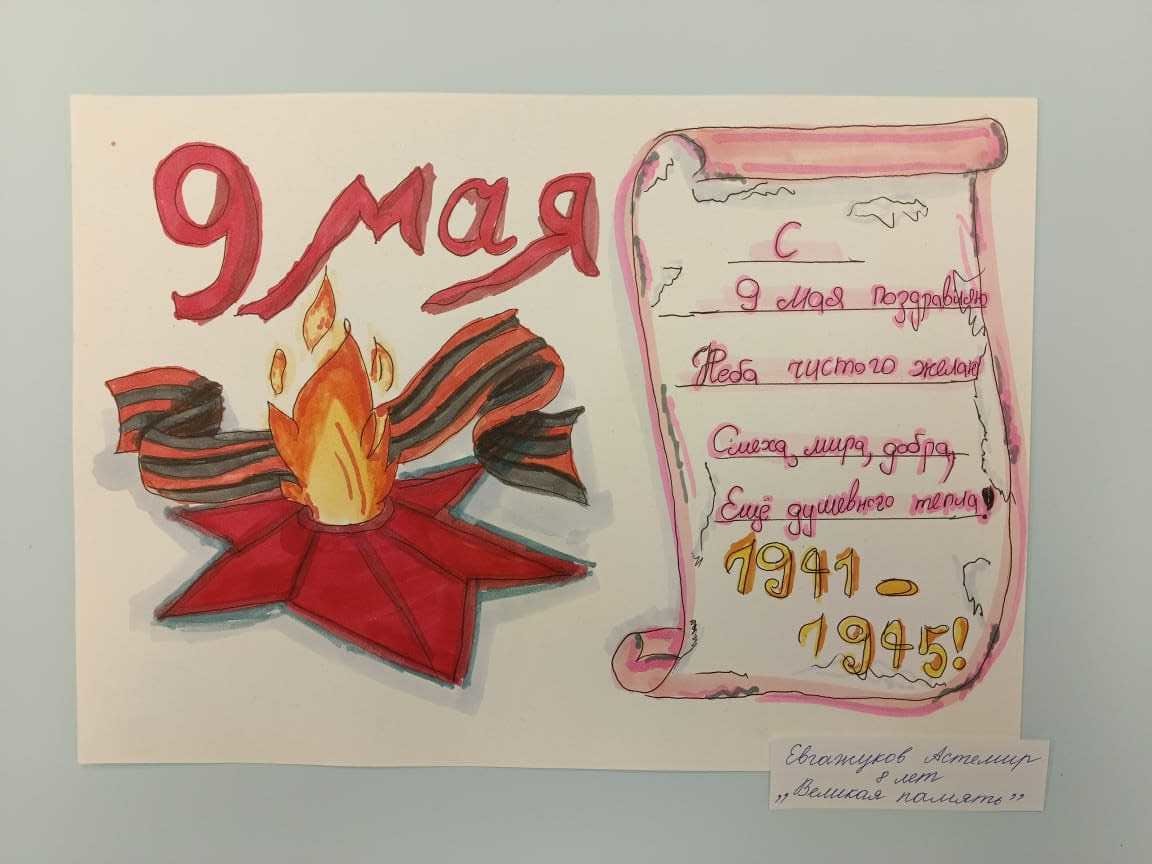 9 мая
С
9 мая поздравляю
Неба чистого желаю
Смеха, мира, добра,
Ещё душевного тепла!
1941 -
1945!
Евгажуков Астемир
8 лет
„Великая память”